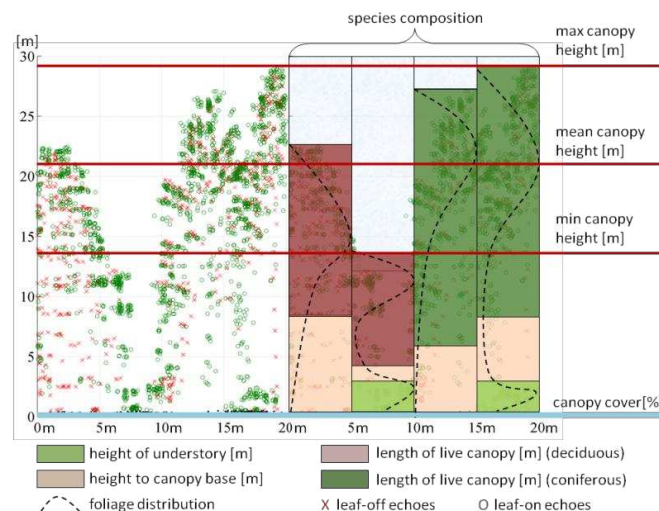 species composition
max canopy
height [m]
[m]
30
25
mean canopy
height [m]
20
min canopy
height [m]
15
10
5
canopy cover[%
0
0m 5m 10m 15m 20m 5m 10m 15m 20m
height of understory [m] length of live canopy [m] (deciduous)
height to canopy base [m] length of live canopy [m] (coniferous)
foliage distribution x leaf-off echoes o leaf-on echoes